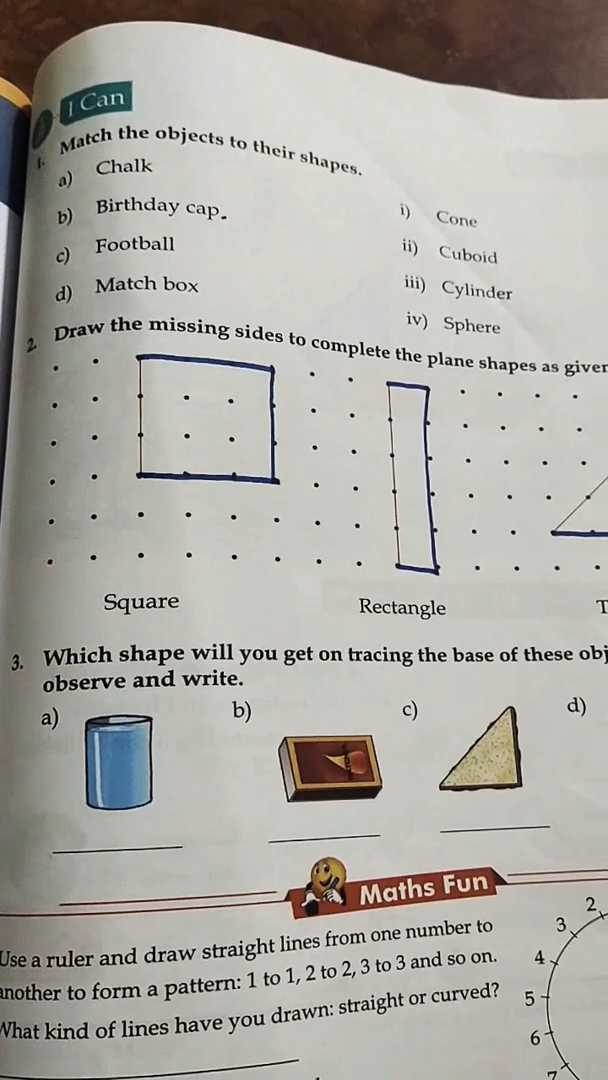 I Can
1. Match the objects to their shapes.
a) Chalk
i) Cone
b) Birthday cap.
ii) Cuboid
c) Football
iii) Cylinder
d) Match box
iv) Sphere
2. Draw the missing sides to complete the plane shapes as given
Square
Rectangle
T
3. Which shape will you get on tracing the base of these obj
observe and write.
a)
b)
c)
d)
Maths Fun
Use a ruler and draw straight lines from one number to
another to form a pattern: 1 to 1, 2 to 2, 3 to 3 and so on.
What kind of lines have you drawn: straight or curved?
2
3
4
5
6
7